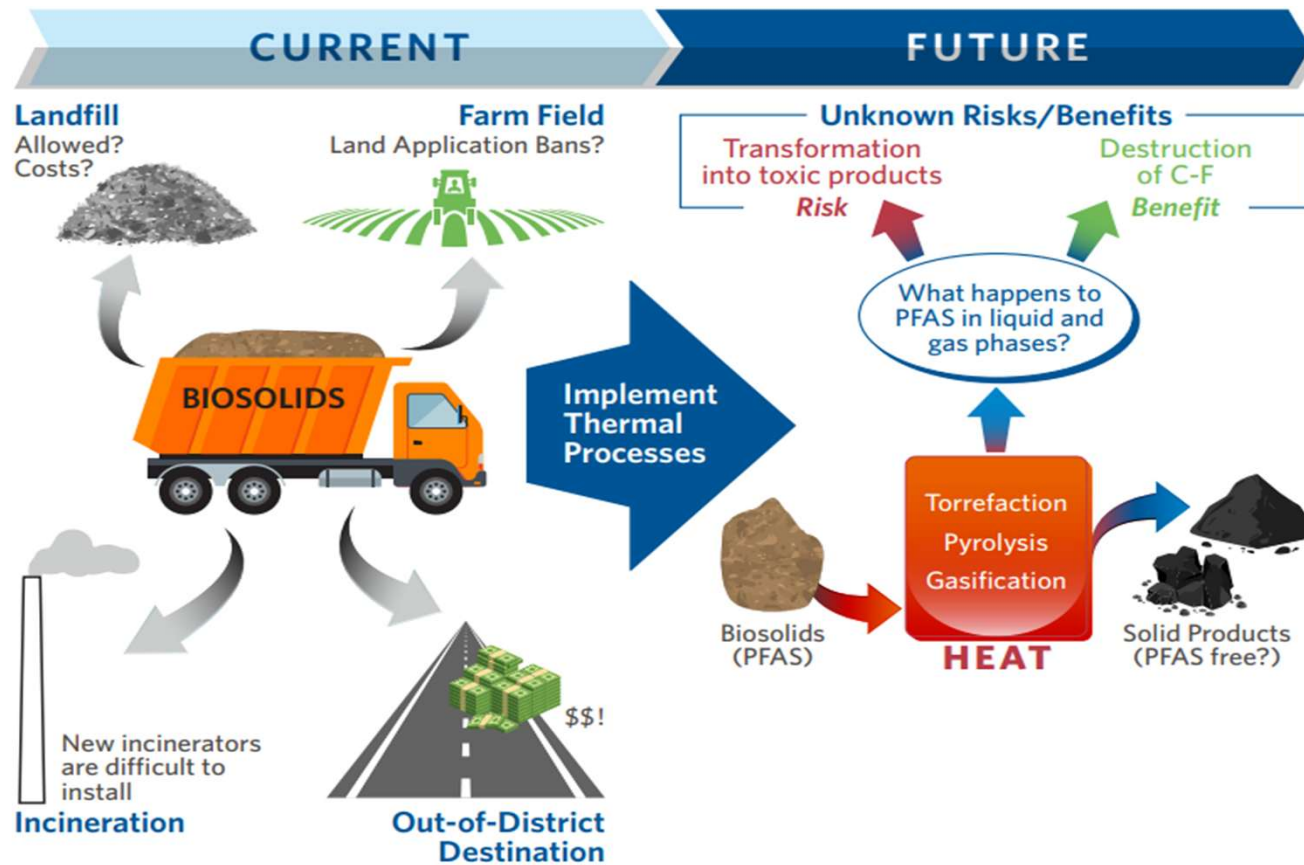 CURRENT
FUTURE
Landfill
Allowed?
Costs?
Farm Field
Land Application Bans?
BIOSOLIDS
New incinerators
are difficult to
install
Incineration
$$!
Out-of-District
Destination
Implement
Thermal
Processes
Unknown Risks/Benefits
Transformation
into toxic products
Risk
Destruction
of C-F
Benefit
What happens to
PFAS in liquid and
gas phases?
Torrefaction
Pyrolysis
Gasification
HEAT
Biosolids
(PFAS)
Solid Products
(PFAS free?)